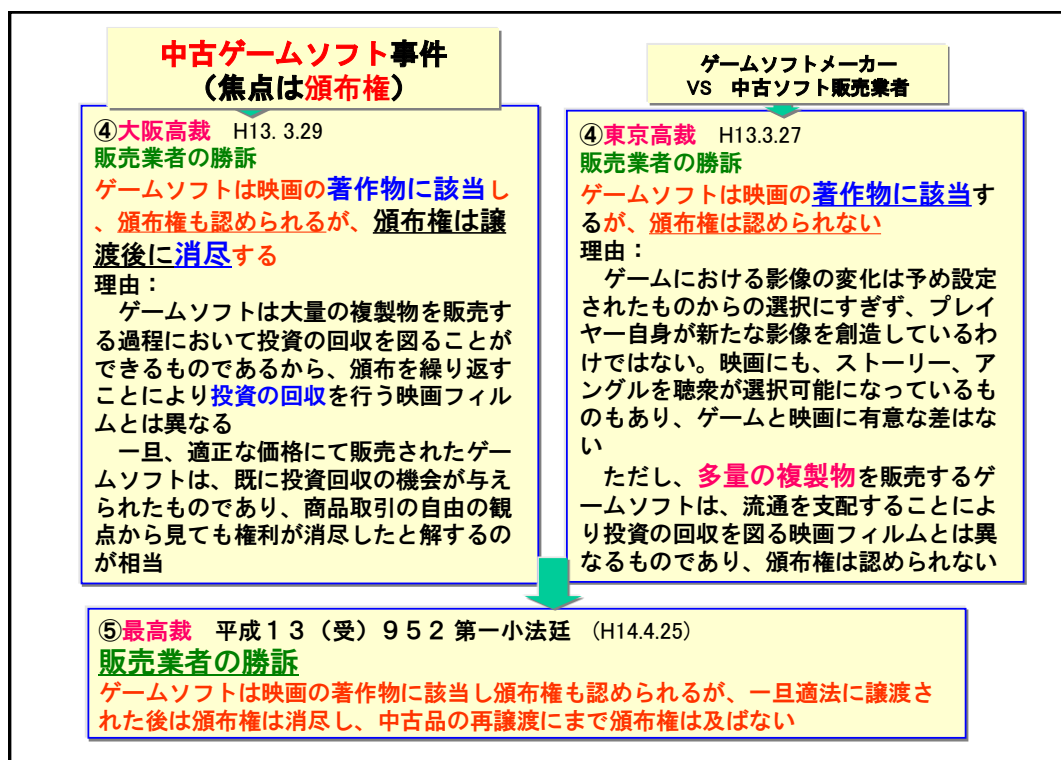 中古ゲームソフト事件
（焦点は頒布権）
ゲームソフトメーカー
VS 中古ソフト販売業者
④大阪高裁 H13. 3.29
販売業者の勝訴
ゲームソフトは映画の著作物に該当し
、頒布権も認められるが、頒布権は譲
渡後に消尽する
理由：
ゲームソフトは大量の複製物を販売す
る過程において投資の回収を図ることが
できるものであるから、頒布を繰り返す
ことにより投資の回収を行う映画フィル
ムとは異なる
一旦、適正な価格にて販売されたゲー
ムソフトは、既に投資回収の機会が与え
られたものであり、商品取引の自由の観
点から見ても権利が消尽したと解するの
が相当
④東京高裁 H13.3.27
販売業者の勝訴
ゲームソフトは映画の著作物に該当す
るが、頒布権は認められない
理由：
ゲームにおける影像の変化は予め設定
されたものからの選択にすぎず、プレイ
ヤー自身が新たな影像を創造しているわ
けではない。映画にも、ストーリー、ア
ングルを聴衆が選択可能になっているも
のもあり、ゲームと映画に有意な差はな
い
ただし、多量の複製物を販売するゲ
ームソフトは、流通を支配することによ
り投資の回収を図る映画フィルムとは異
なるものであり、頒布権は認められない
⑤最高裁 平成１３（受）９５２ 第一小法廷 （H14.4.25）
販売業者の勝訴
ゲームソフトは映画の著作物に該当し頒布権も認められるが、一旦適法に譲渡さ
れた後は頒布権は消尽し、中古品の再譲渡にまで頒布権は及ばない